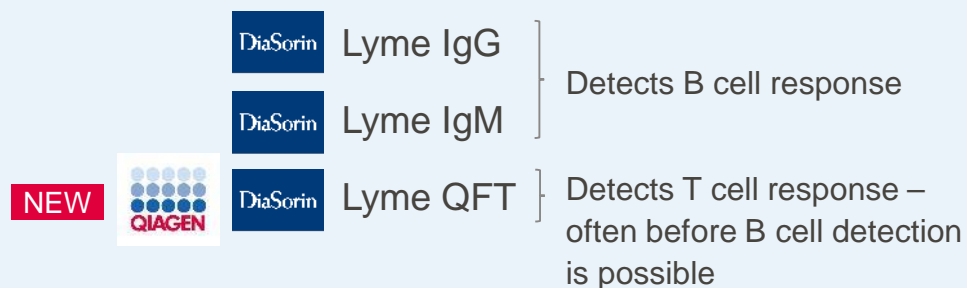 DiaSorin Lyme IgG
Detects B cell response
DiaSorin Lyme IgM
NEW QIAGEN DiaSorin Lyme QFT
Detects T cell response –
often before B cell detection
is possible